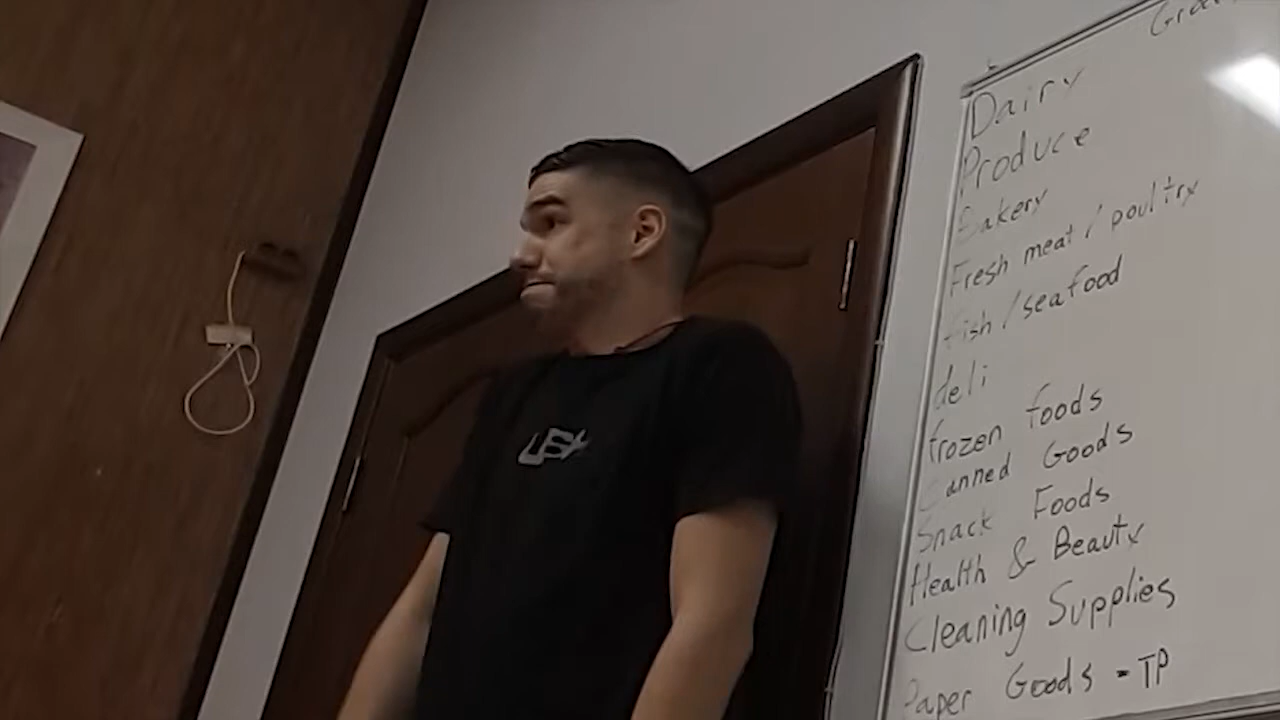 Dairy
Produce
Bakery
Fresh meat / poultry
fish / seafood
deli
frozen foods
Canned Goods
Snack Foods
Health & Beauty
Cleaning Supplies
Paper Goods - TP